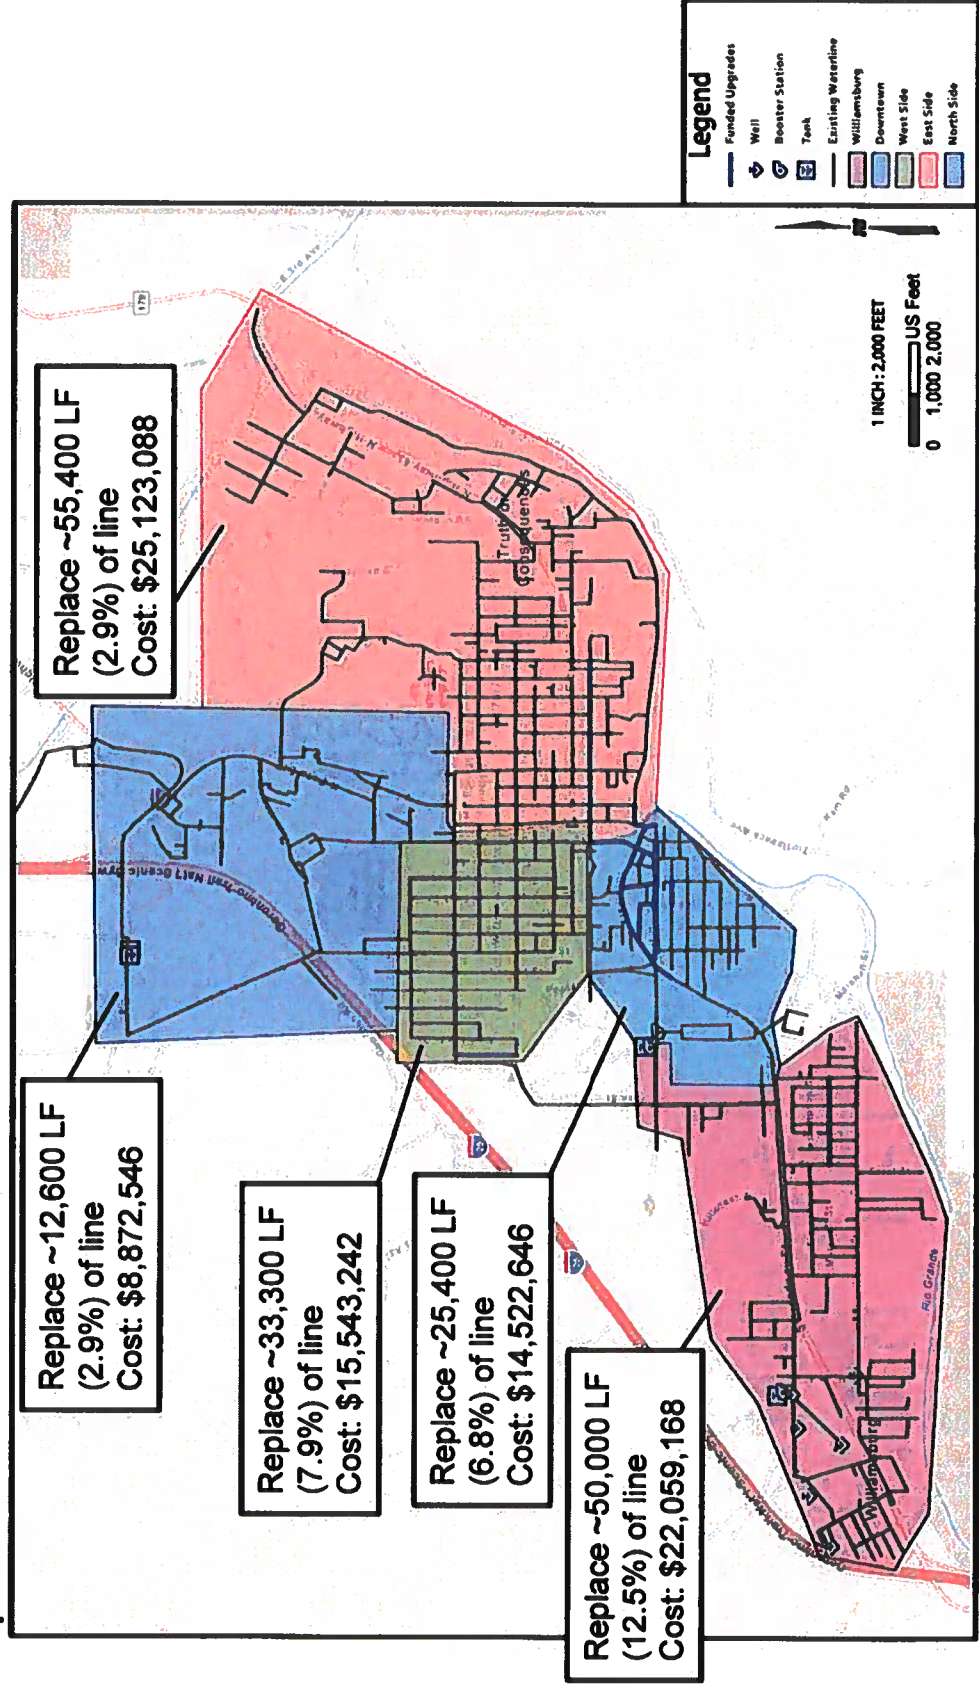 Replace ~12,600 LF
(2.9%) of line
Cost: $8,872,546
Replace ~55,400 LF
(2.9%) of line
Cost: $25,123,088
Replace ~33,300 LF
(7.9%) of line
Cost: $15,543,242
Replace ~25,400 LF
(6.8%) of line
Cost: $14,522,646
Replace ~50,000 LF
(12.5%) of line
Cost: $22,059,168
E 3rd Ave
179
Truth or
Consequences
Williamsburg
Rio Grande
1 INCH : 2,000 FEET
US Feet
0 1,000 2,000
N
Legend
Funded Upgrades
Well
Booster Station
Tank
Existing Waterline
Williamsburg
Downtown
West Side
East Side
North Side